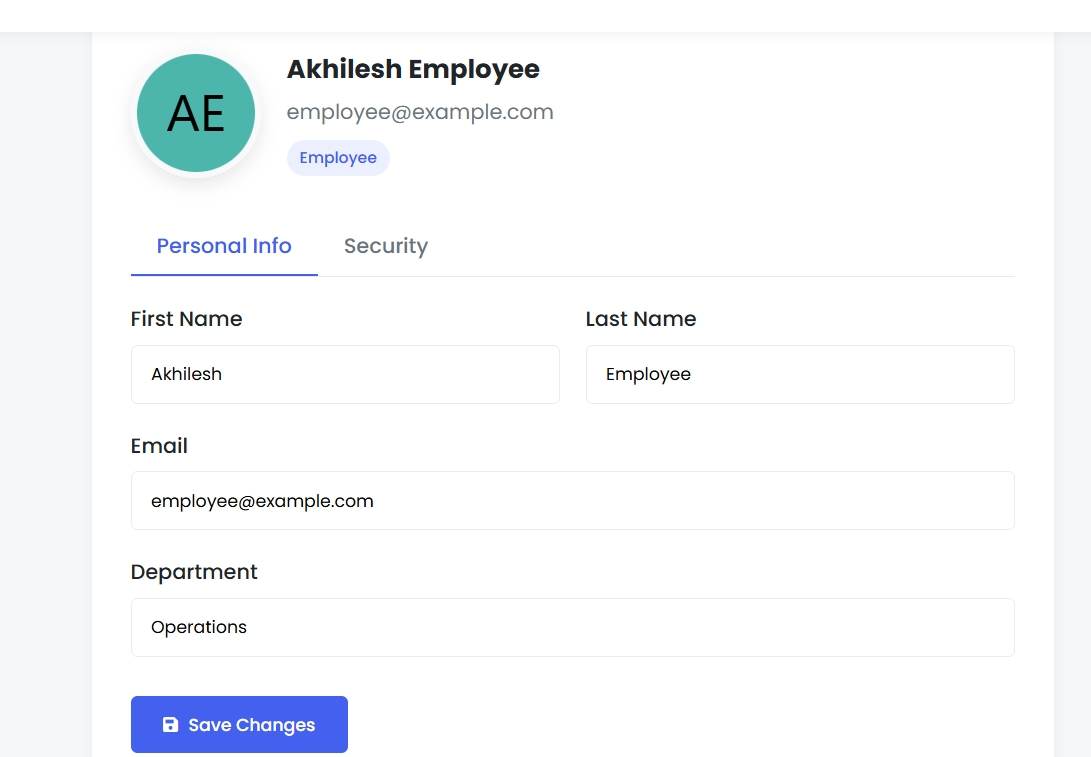 AE
Akhilesh Employee
employee@example.com
Employee
Personal Info Security
First Name Last Name
Akhilesh Employee
Email
employee@example.com
Department
Operations
Save Changes